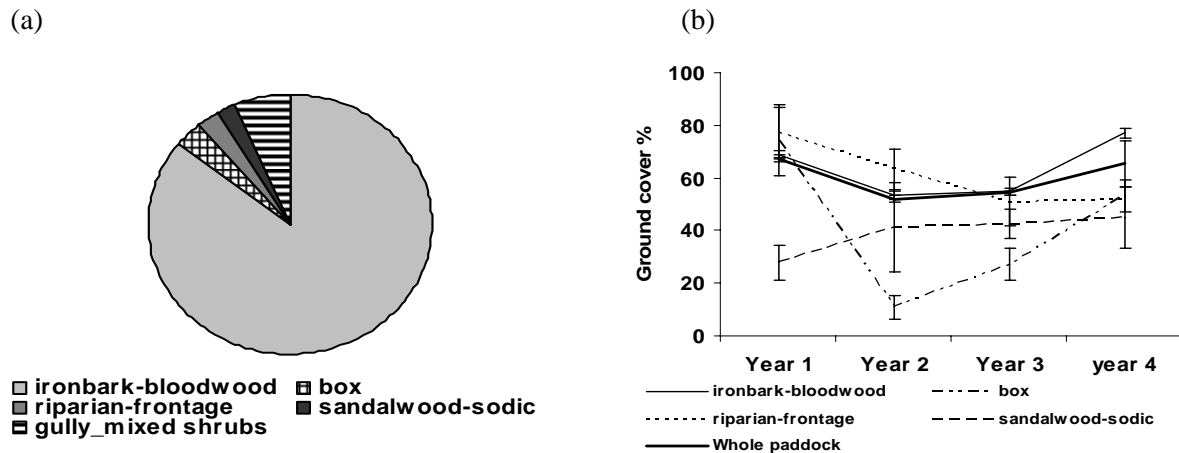 (a)
ironbark-bloodwood
box
riparian-frontage
sandalwood-sodic
gully_mixed shrubs
(b)
Ground cover %
100
80
60
40
20
0
Year 1 Year 2 Year 3 year 4
ironbark-bloodwood
box
riparian-frontage
sandalwood-sodic
Whole paddock